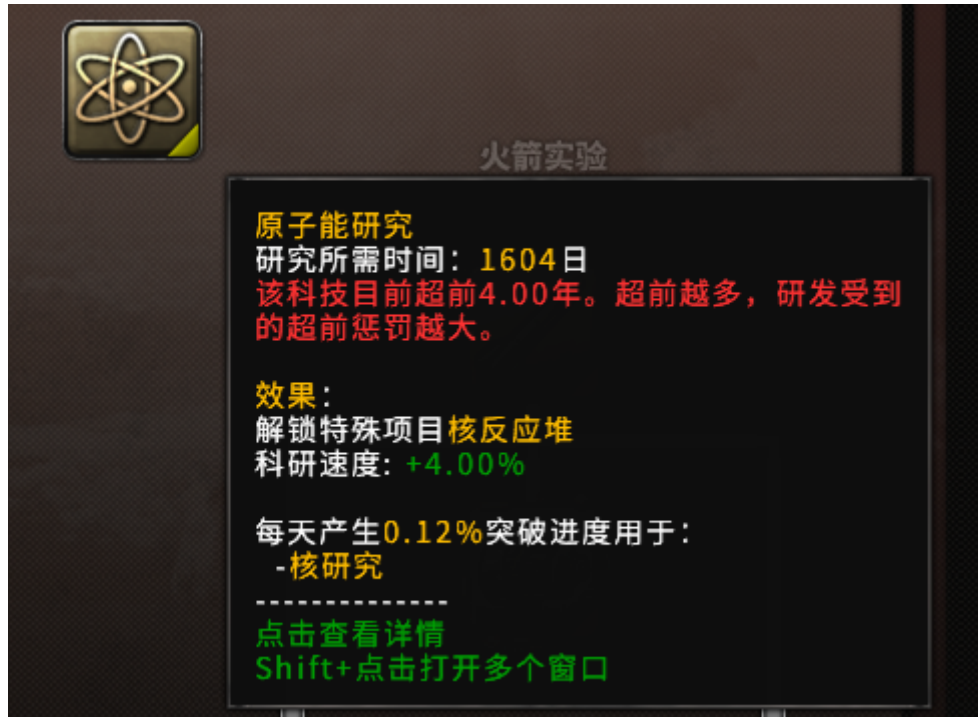 火箭实验
原子能研究
研究所需时间：1604日
该科技目前超前4.00年。超前越多，研发受到
的超前惩罚越大。
效果：
解锁特殊项目核反应堆
科研速度: +4.00%
每天产生0.12%突破进度用于：
-核研究
--------------
点击查看详情
Shift+点击打开多个窗口